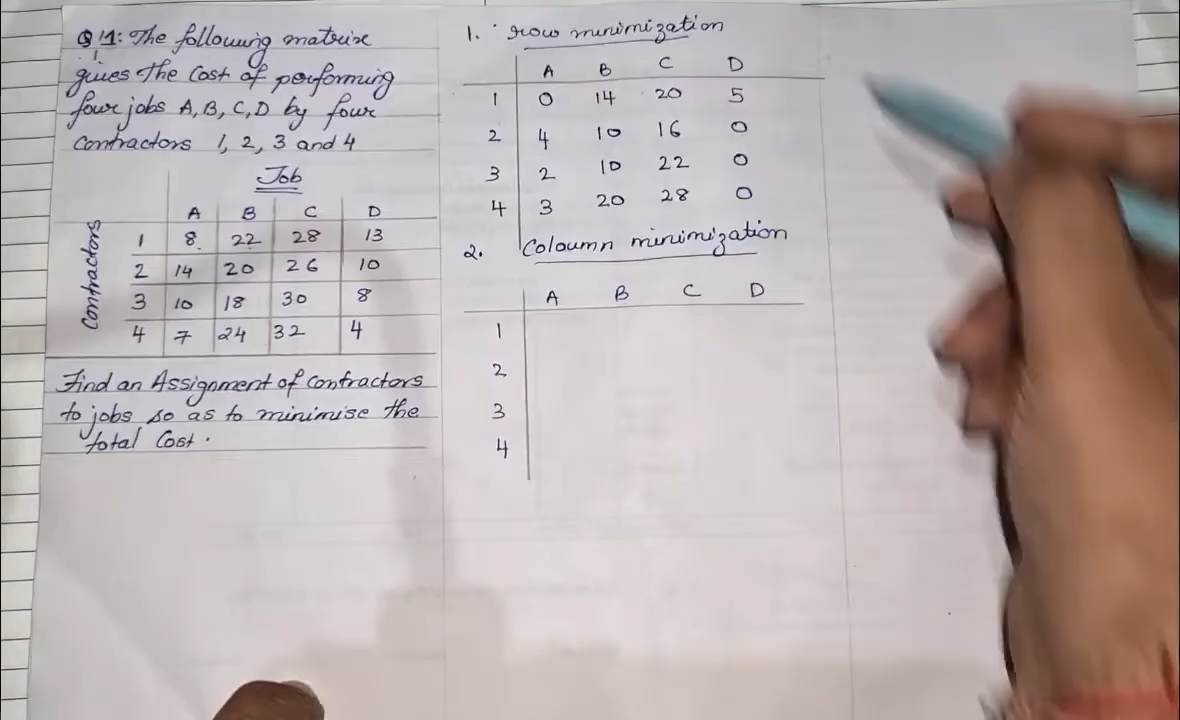 Q 1: The following matrix
gives the cost of performing
four jobs A, B, C, D by four
contractors 1, 2, 3 and 4
Job
A B C D
Contractors
1 8 22 28 13
2 14 20 26 10
3 10 18 30 8
4 7 24 32 4
Find an Assignment of contractors
to jobs so as to minimise the
total cost.
1. row minimization
A B C D
1 0 14 20 5
2 4 10 16 0
3 2 10 22 0
4 3 20 28 0
2. Coloumn minimization
A B C D
1
2
3
4